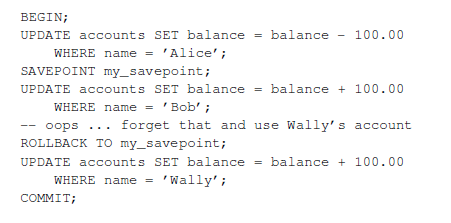 BEGIN;
UPDATE accounts SET balance = balance - 100.00
    WHERE name = ’Alice’;
SAVEPOINT my_savepoint;
UPDATE accounts SET balance = balance + 100.00
    WHERE name = ’Bob’;
-- oops ... forget that and use Wally’s account
ROLLBACK TO my_savepoint;
UPDATE accounts SET balance = balance + 100.00
    WHERE name = ’Wally’;
COMMIT;